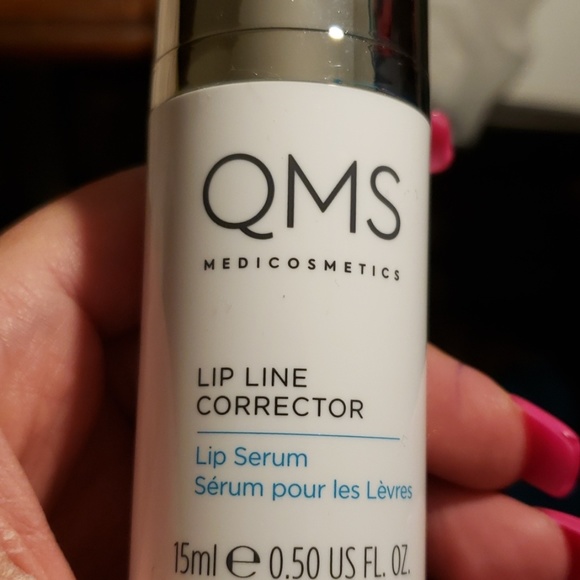 QMS
MEDICOSMETICS
LIP LINE
CORRECTOR
Lip Serum
Sérum pour les Lèvres
15ml ℮ 0.50 US FL. OZ.